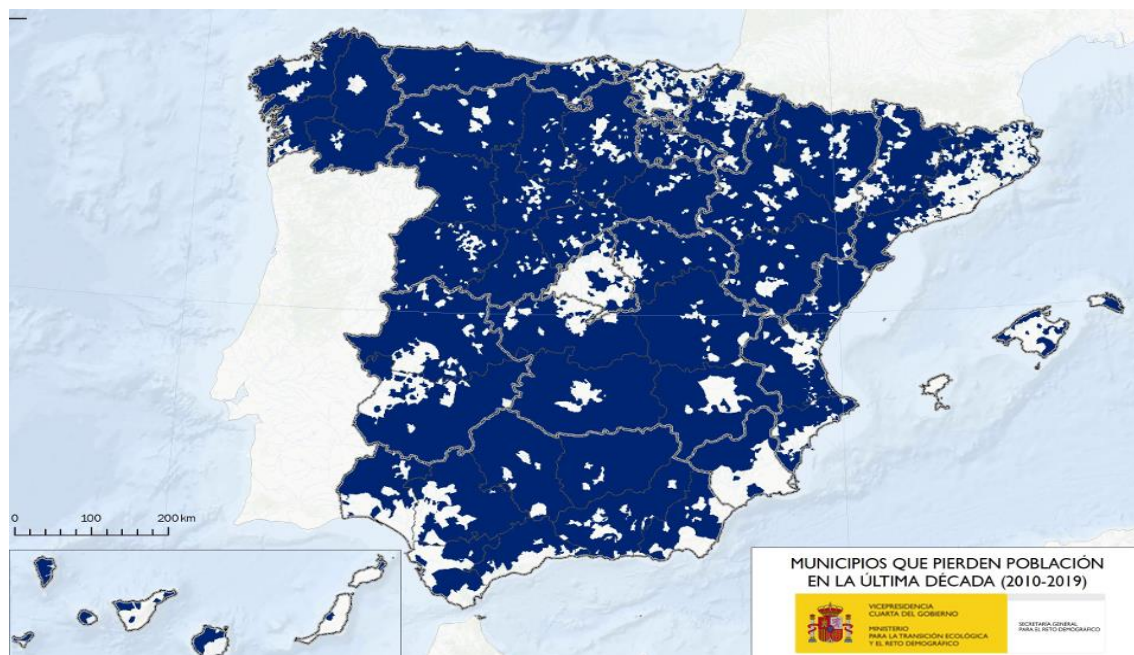 0 100 200 km
MUNICIPIOS QUE PIERDEN POBLACIÓN
EN LA ÚLTIMA DÉCADA (2010-2019)
VICEPRESIDENCIA
CUARTA DEL GOBIERNO
MINISTERIO
PARA LA TRANSICIÓN ECOLÓGICA
Y EL RETO DEMOGRÁFICO
SECRETARÍA GENERAL
PARA EL RETO DEMOGRÁFICO